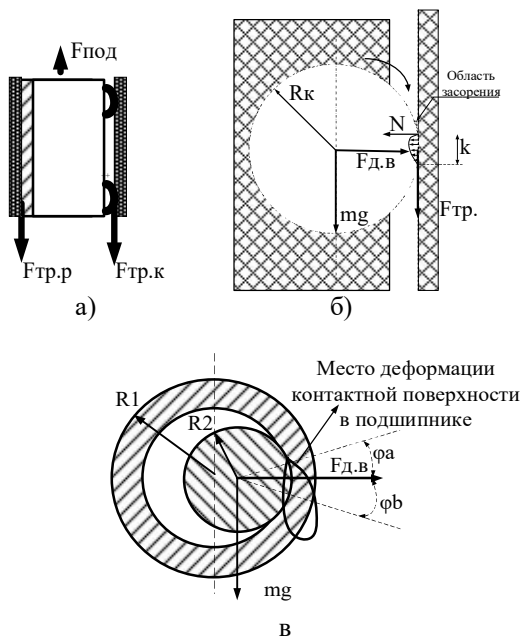 Fпод
Fтр.р
Fтр.к
а)
Rк
Область
засорения
N
k
Fд.в
mg
Fтр.
б)
Место деформации
контактной поверхности
в подшипнике
R1
R2
φa
Fд.в
φb
mg
в